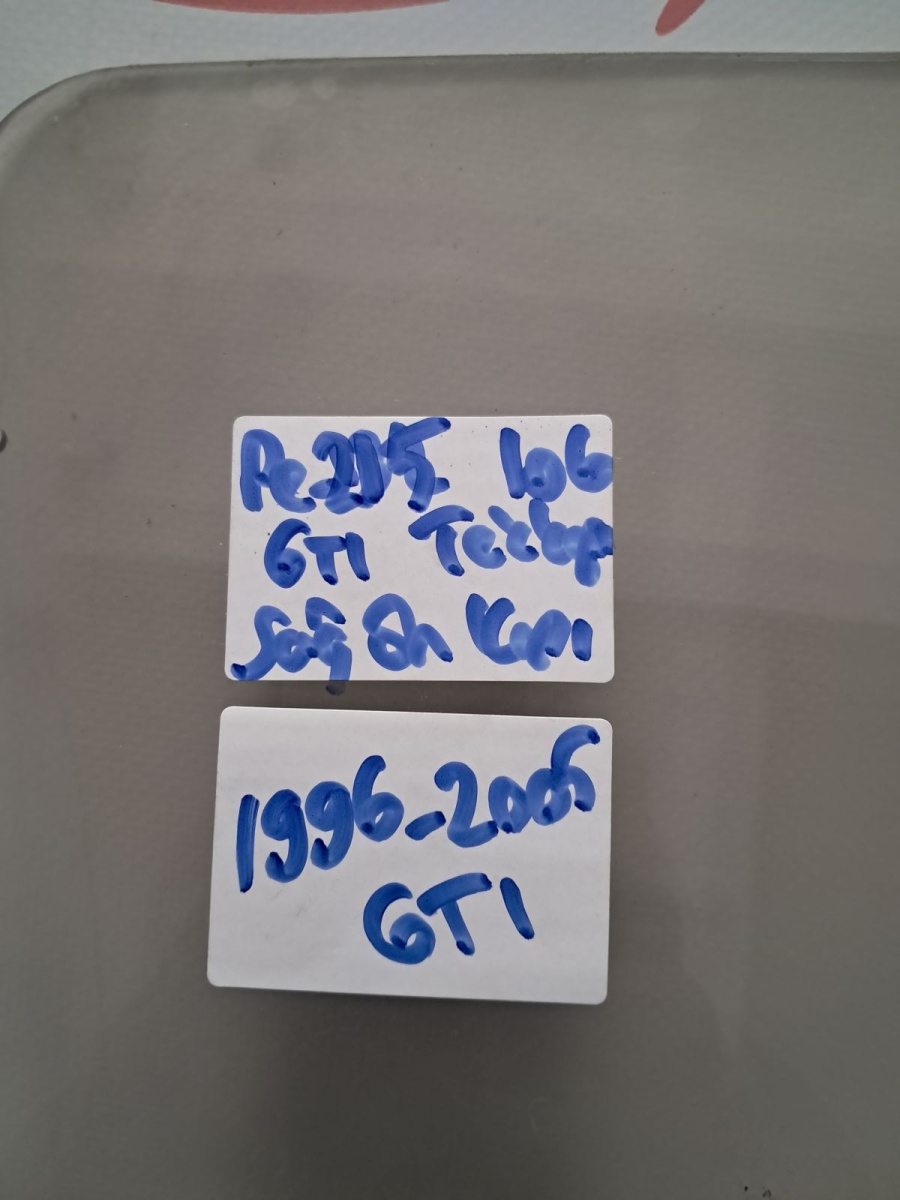 106
GTI
Sağ Ön Kapı
1996-2005
GTI